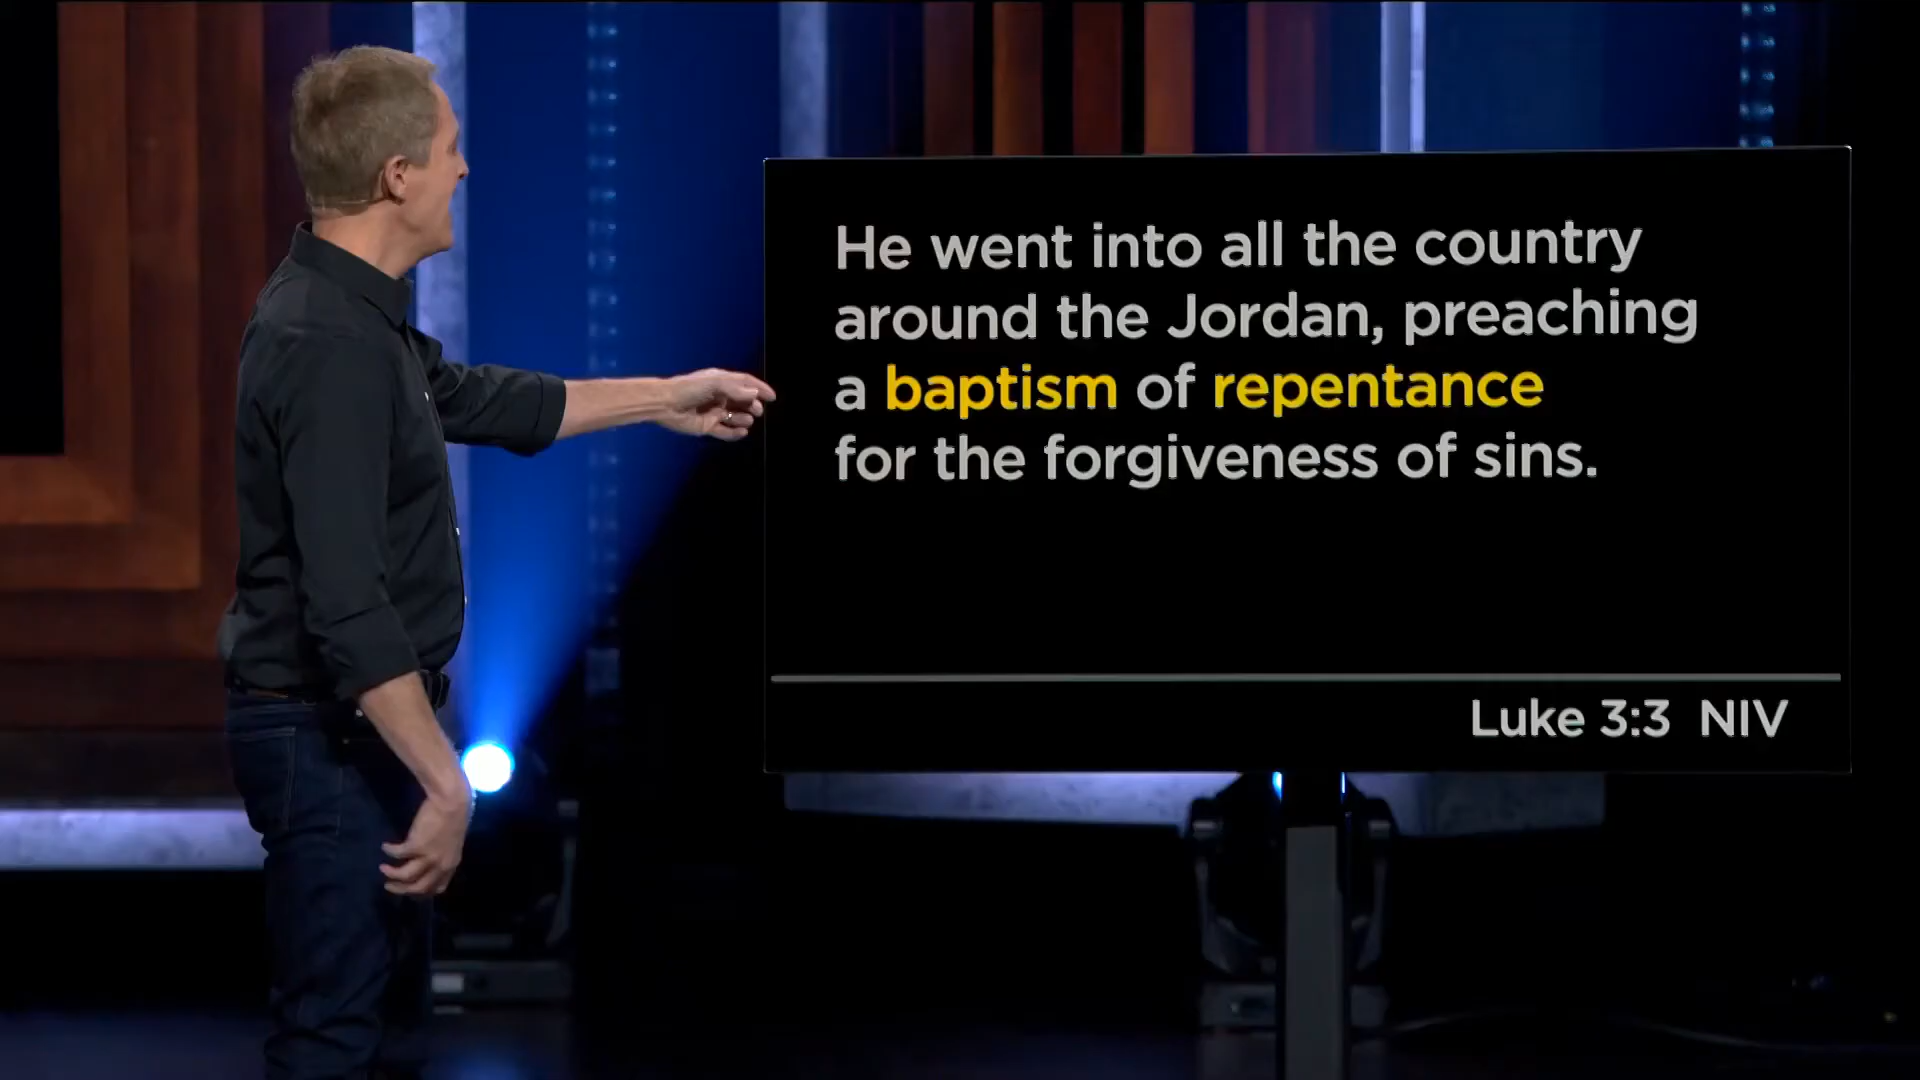 He went into all the country
around the Jordan, preaching
a baptism of repentance
for the forgiveness of sins.
Luke 3:3 NIV